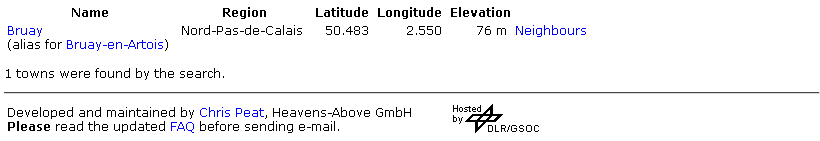 Name Region Latitude Longitude Elevation
Bruay Nord-Pas-de-Calais 50.483 2.550 76 m Neighbours
(alias for Bruay-en-Artois)
1 towns were found by the search.
Developed and maintained by Chris Peat, Heavens-Above GmbH
Please read the updated FAQ before sending e-mail.
Hosted
by
DLR/GSOC